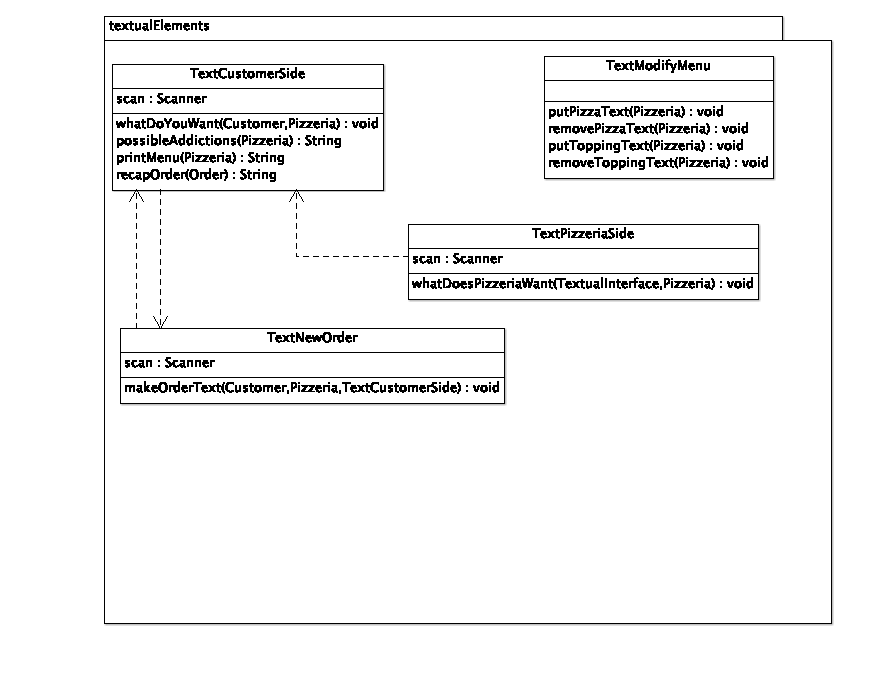 textualElements
TextCustomerSide
scan : Scanner
whatDoYouWant(Customer,Pizzeria) : void
possibleAddictions(Pizzeria) : String
printMenu(Pizzeria) : String
recapOrder(Order) : String
TextModifyMenu
putPizzaText(Pizzeria) : void
removePizzaText(Pizzeria) : void
putToppingText(Pizzeria) : void
removeToppingText(Pizzeria) : void
TextPizzeriaSide
scan : Scanner
whatDoesPizzeriaWant(TextualInterface,Pizzeria) : void
TextNewOrder
scan : Scanner
makeOrderText(Customer,Pizzeria,TextCustomerSide) : void